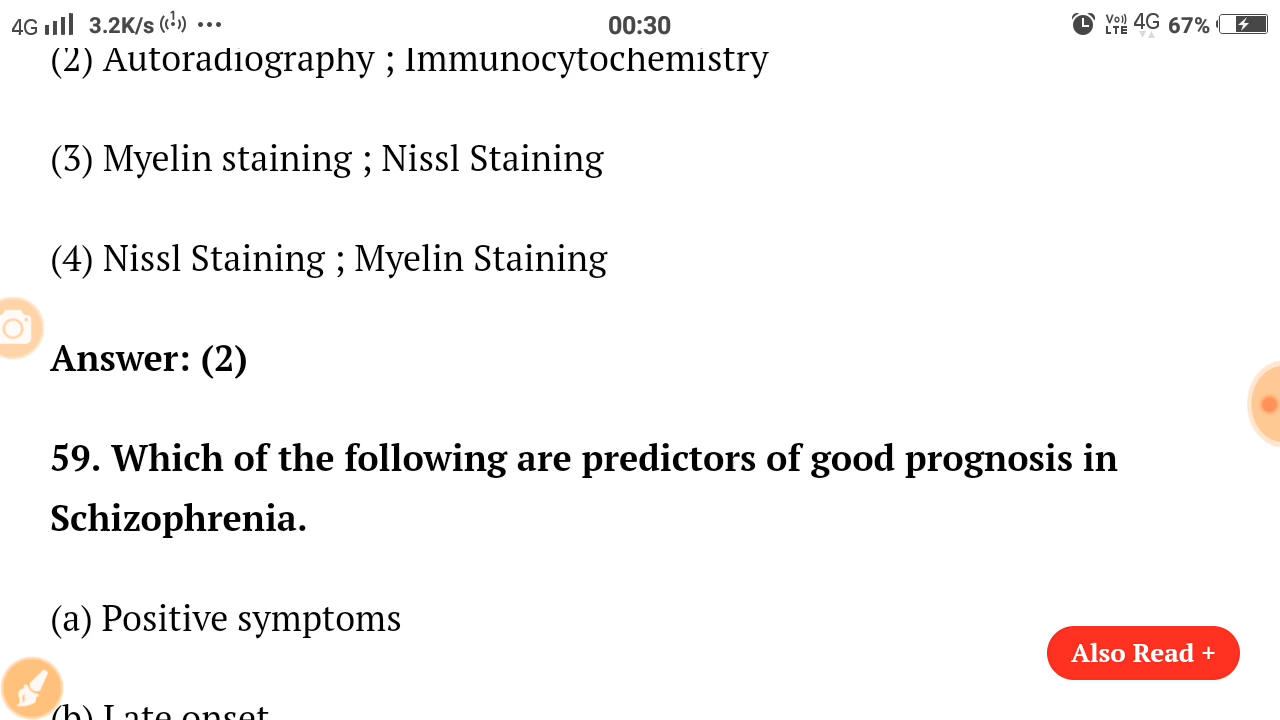 4G 3.2K/s 00:30 Vo)) LTE 4G 67%
(2) Autoradiography ; Immunocytochemistry
(3) Myelin staining ; Nissl Staining
(4) Nissl Staining ; Myelin Staining
Answer: (2)
59. Which of the following are predictors of good prognosis in
Schizophrenia.
(a) Positive symptoms
Also Read +
(b) Late onset